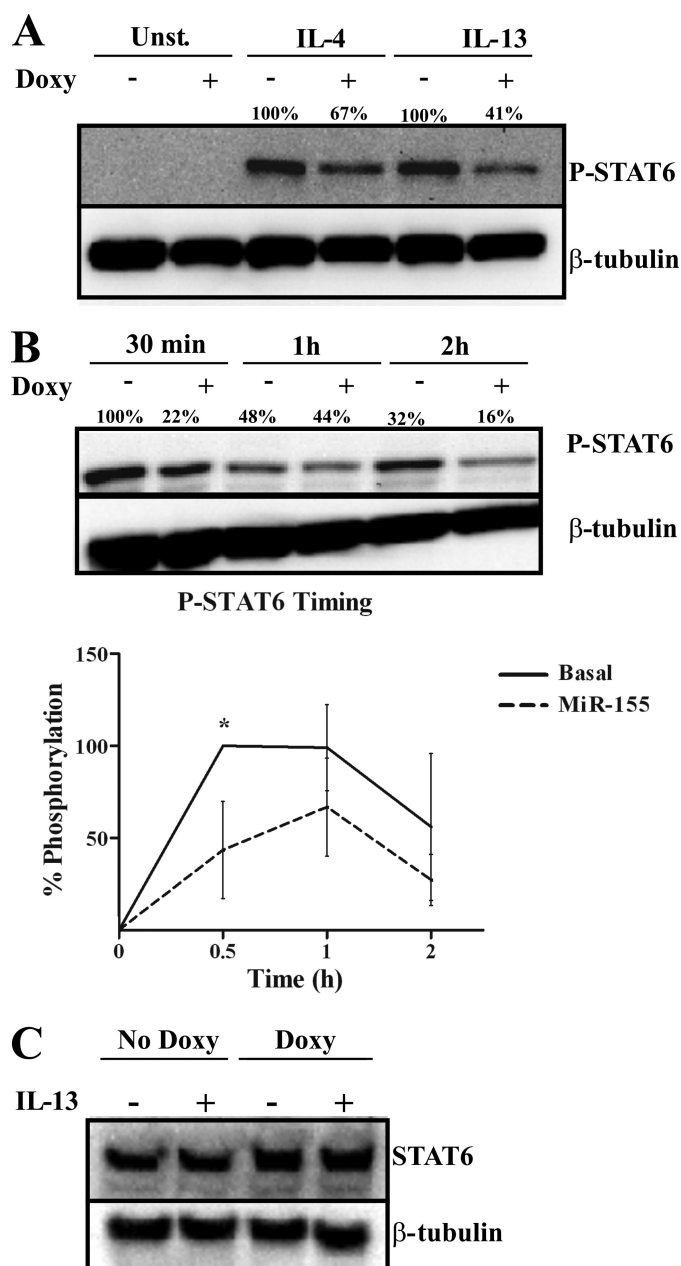 A
Unst. IL-4 IL-13
Doxy - + - + - +
100% 67% 100% 41%
P-STAT6
β-tubulin
B
30 min 1h 2h
Doxy - + - + - +
100% 22% 48% 44% 32% 16%
P-STAT6
β-tubulin
P-STAT6 Timing
150
100
50
% Phosphorylation
*
Basal
MiR-155
0 0.5 1 2
Time (h)
C
No Doxy Doxy
IL-13 - + - +
STAT6
β-tubulin